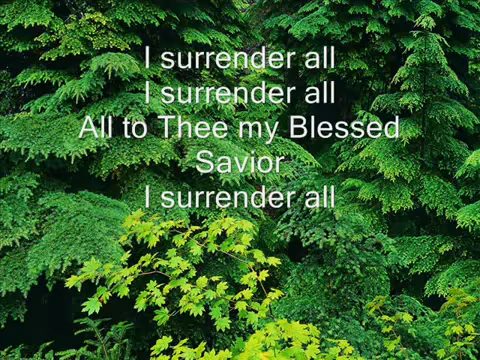 I surrender all
I surrender all
All to Thee my Blessed
Savior
I surrender all